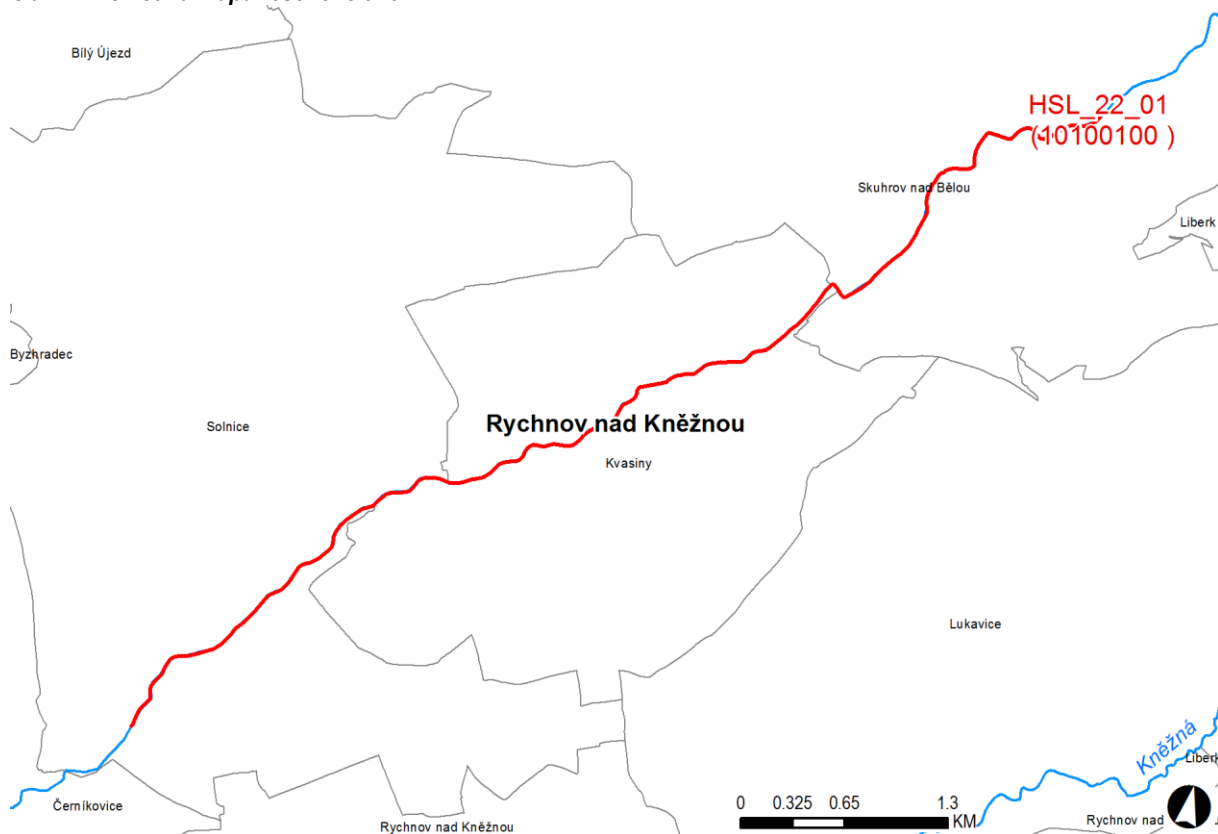 Bílý Újezd
HSL_22_01
(10100100 )
Skuhrov nad Bělou
Liberk
Byzhradec
Solnice
Rychnov nad Kněžnou
Kvasiny
Lukavice
Kněžná
Liberk
Černíkovice
Rychnov nad Kněžnou
0 0.325 0.65 1.3
KM
Rychnov nad